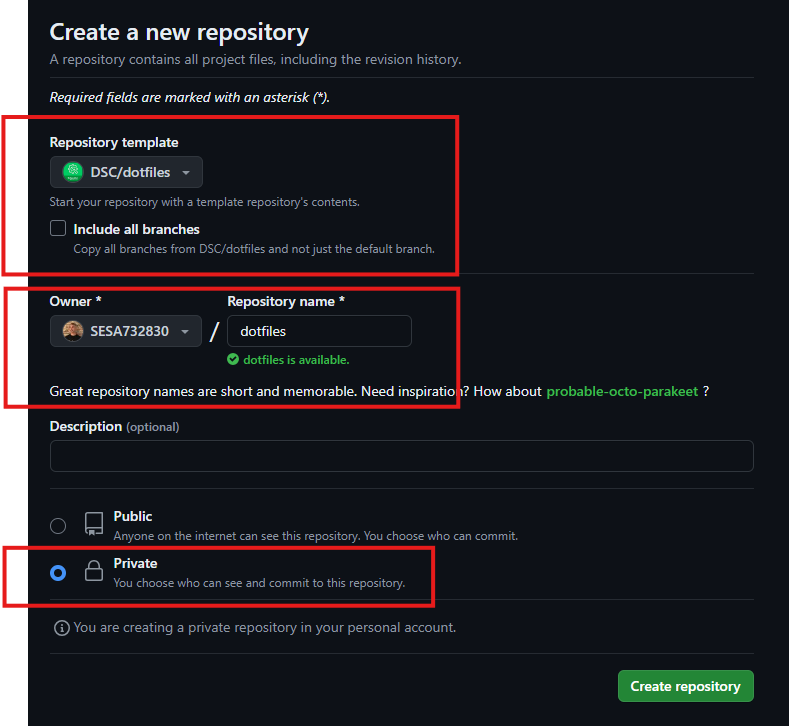 Create a new repository
A repository contains all project files, including the revision history.
Required fields are marked with an asterisk (*).
Repository template
DSC/dotfiles
Start your repository with a template repository's contents.
Include all branches
Copy all branches from DSC/dotfiles and not just the default branch.
Owner * Repository name *
SESA732830 / dotfiles
dotfiles is available.
Great repository names are short and memorable. Need inspiration? How about probable-octo-parakeet ?
Description (optional)
Public
Anyone on the internet can see this repository. You choose who can commit.
Private
You choose who can see and commit to this repository.
You are creating a private repository in your personal account.
Create repository